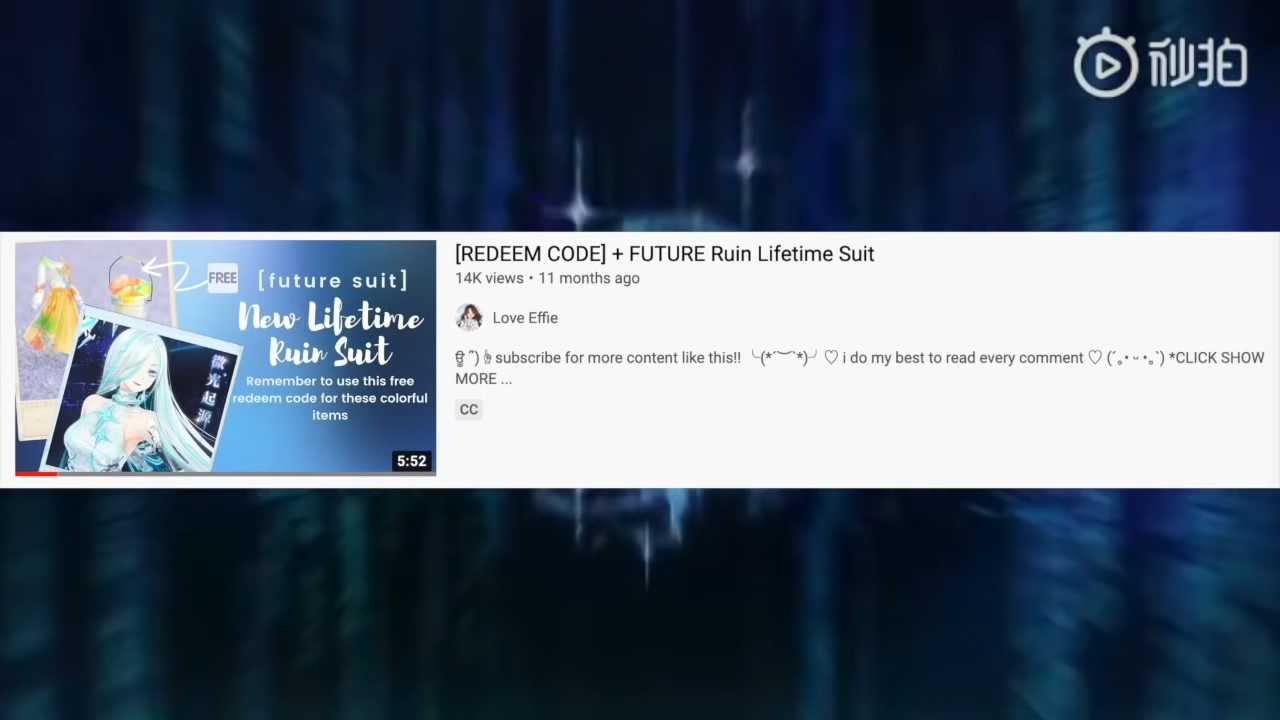 秒拍
[REDEEM CODE] + FUTURE Ruin Lifetime Suit
14K views • 11 months ago
Love Effie
subscribe for more content like this!! ╰(*´︶`*)╯♡ i do my best to read every comment ♡ (´｡• ᵕ •｡`) *CLICK SHOW
MORE ...
CC
FREE
[future suit]
New Lifetime
Ruin Suit
Remember to use this free
redeem code for these colorful
items
微光起源
5:52